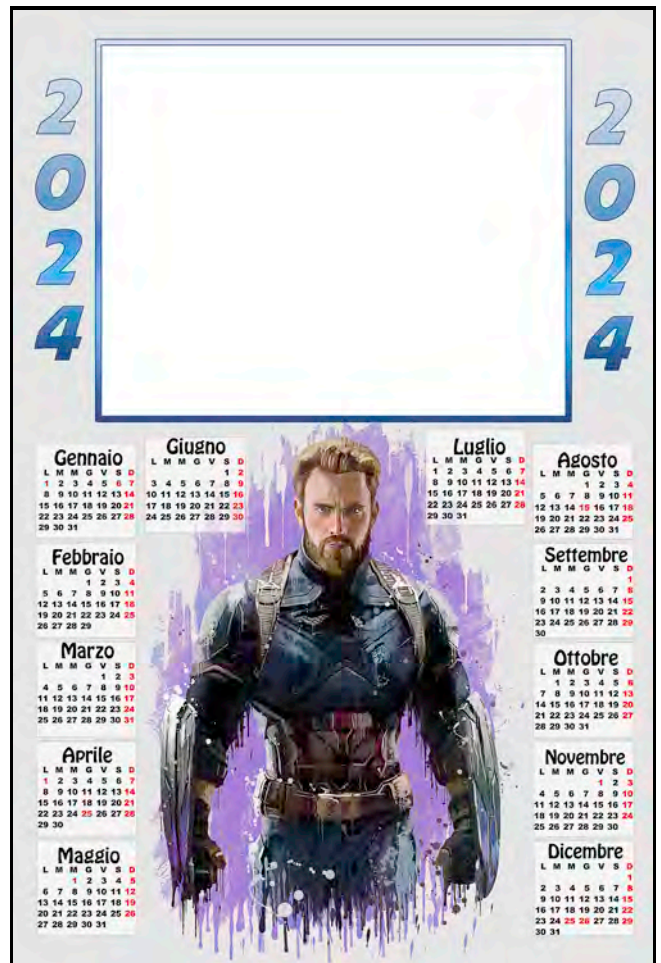 2
0
2
4
2
0
2
4
Gennaio
L M M G V S D
1 2 3 4 5 6 7
8 9 10 11 12 13 14
15 16 17 18 19 20 21
22 23 24 25 26 27 28
29 30 31
Febbraio
L M M G V S D
1 2 3 4
5 6 7 8 9 10 11
12 13 14 15 16 17 18
19 20 21 22 23 24 25
26 27 28 29
Marzo
L M M G V S D
1 2 3
4 5 6 7 8 9 10
11 12 13 14 15 16 17
18 19 20 21 22 23 24
25 26 27 28 29 30 31
Aprile
L M M G V S D
1 2 3 4 5 6 7
8 9 10 11 12 13 14
15 16 17 18 19 20 21
22 23 24 25 26 27 28
29 30
Maggio
L M M G V S D
1 2 3 4 5
6 7 8 9 10 11 12
13 14 15 16 17 18 19
20 21 22 23 24 25 26
27 28 29 30 31
Giugno
L M M G V S D
1 2
3 4 5 6 7 8 9
10 11 12 13 14 15 16
17 18 19 20 21 22 23
24 25 26 27 28 29 30
Luglio
L M M G V S D
1 2 3 4 5 6 7
8 9 10 11 12 13 14
15 16 17 18 19 20 21
22 23 24 25 26 27 28
29 30 31
Agosto
L M M G V S D
1 2 3 4
5 6 7 8 9 10 11
12 13 14 15 16 17 18
19 20 21 22 23 24 25
26 27 28 29 30 31
Settembre
L M M G V S D
1
2 3 4 5 6 7 8
9 10 11 12 13 14 15
16 17 18 19 20 21 22
23 24 25 26 27 28 29
30
Ottobre
L M M G V S D
1 2 3 4 5 6
7 8 9 10 11 12 13
14 15 16 17 18 19 20
21 22 23 24 25 26 27
28 29 30 31
Novembre
L M M G V S D
1 2 3
4 5 6 7 8 9 10
11 12 13 14 15 16 17
18 19 20 21 22 23 24
25 26 27 28 29 30
Dicembre
L M M G V S D
1
2 3 4 5 6 7 8
9 10 11 12 13 14 15
16 17 18 19 20 21 22
23 24 25 26 27 28 29
30 31